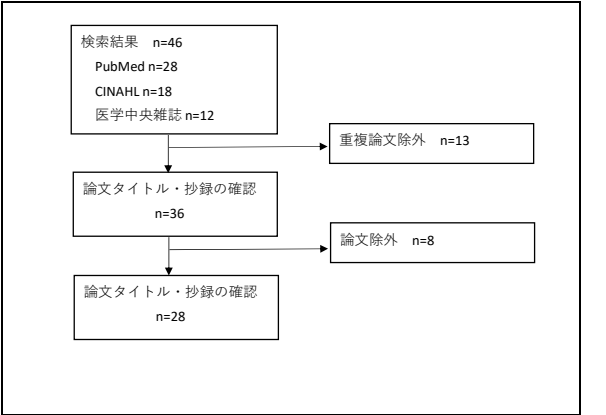 検索結果　n=46
PubMed n=28
CINAHL n=18
医学中央雑誌 n=12
重複論文除外　n=13
論文タイトル・抄録の確認
n=36
論文除外　n=8
論文タイトル・抄録の確認
n=28